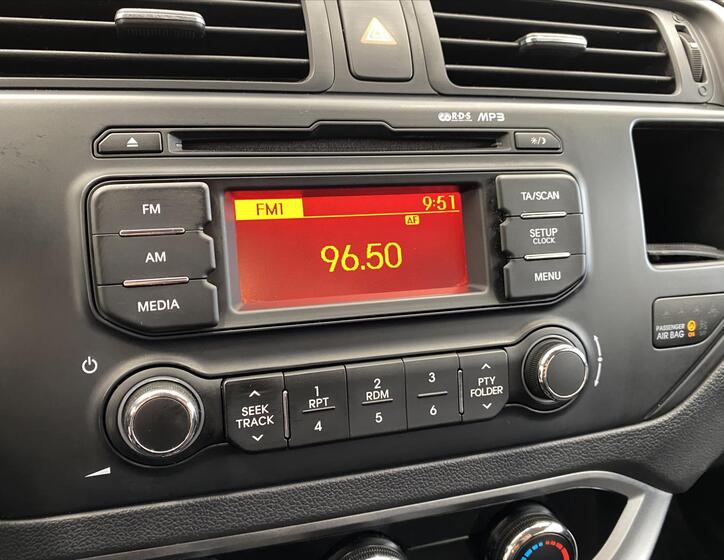 R·D·S MP3
FM
AM
MEDIA
FM1 9:51
AF
96.50
TA/SCAN
SETUP
CLOCK
MENU
PASSENGER
AIR BAG
SEEK
TRACK
1
RPT
4
2
RDM
5
3
6
PTY
FOLDER